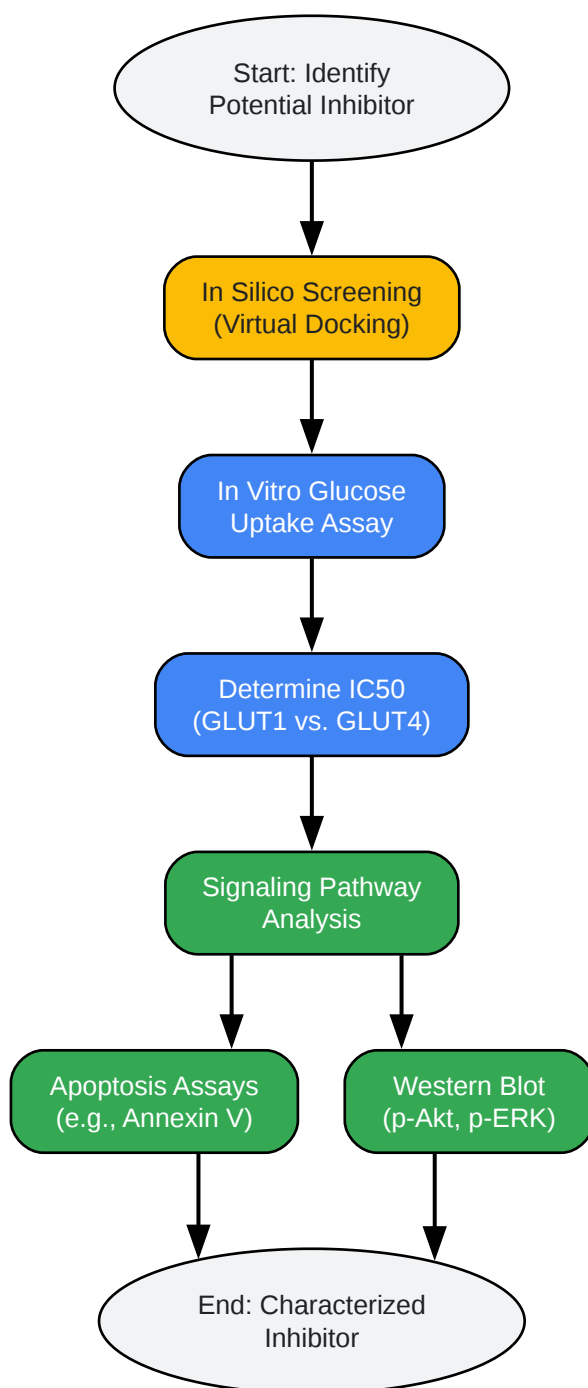 Start: Identify
Potential Inhibitor
In Silico Screening
(Virtual Docking)
In Vitro Glucose
Uptake Assay
Determine IC50
(GLUT1 vs. GLUT4)
Signaling Pathway
Analysis
Apoptosis Assays
(e.g., Annexin V)
Western Blot
(p-Akt, p-ERK)
End: Characterized
Inhibitor